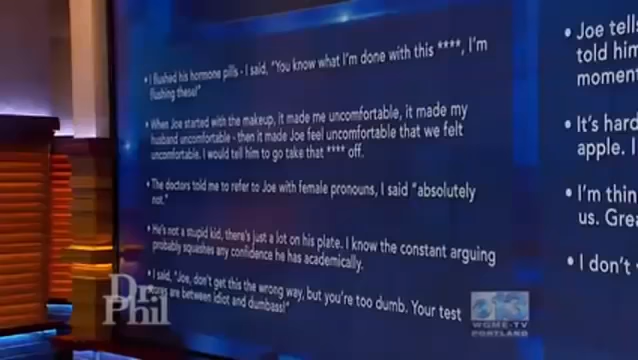 • I flushed his hormone pills - I said, "You know what I'm done with this ****, I'm
flushing these!"
• When Joe started with the makeup, it made me uncomfortable, it made my
husband uncomfortable - then it made Joe feel uncomfortable that we felt
uncomfortable. I would tell him to go take that **** off.
• The doctors told me to refer to Joe with female pronouns, I said "absolutely
not."
• He's not a stupid kid, there's just a lot on his plate. I know the constant arguing
probably squashes any confidence he has academically.
• I said, "Joe, don't get this the wrong way, but you're too dumb. Your test
are between idiot and dumbass!"
• Joe tells
told him
moment
• It's hard
apple. I
• I'm thin
us. Grea
• I don't
Dr.
Phil
13
WGME-TV
PORTLAND